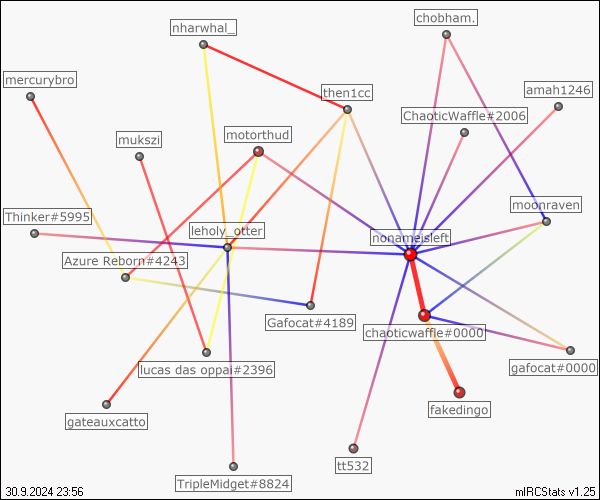 chobham.
nharwhal_
mercurybro
amah1246
then1cc
ChaoticWaffle#2006
motorthud
mukszi
moonraven
Thinker#5995
leholy_otter
nonameisleft
Azure Reborn#4243
Gafocat#4189
chaoticwaffle#0000
lucas das oppai#2396
gafocat#0000
fakedingo
gateauxcatto
tt532
TripleMidget#8824
30.9.2024 23:56
mIRCStats v1.25